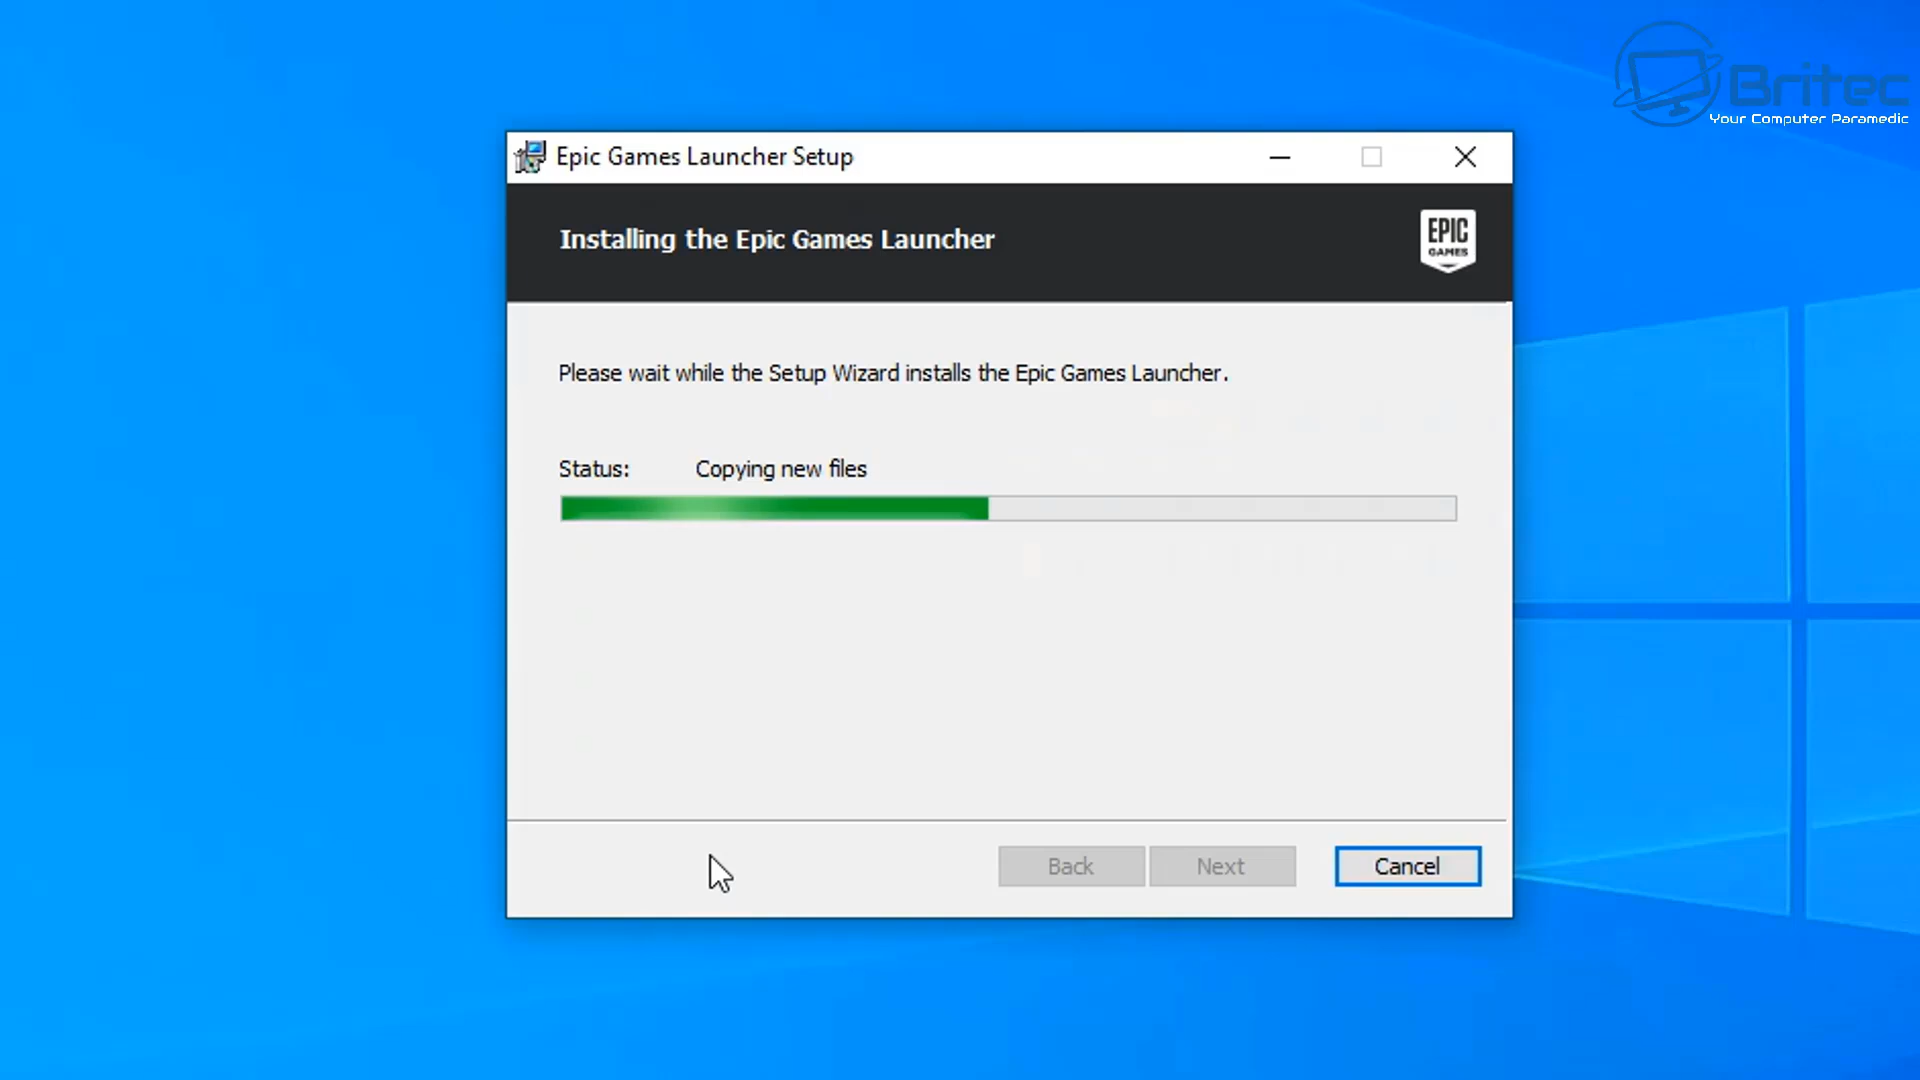 Britec
Your Computer Paramedic
Epic Games Launcher Setup
Installing the Epic Games Launcher
EPIC
GAMES
Please wait while the Setup Wizard installs the Epic Games Launcher.
Status: Copying new files
Back Next Cancel